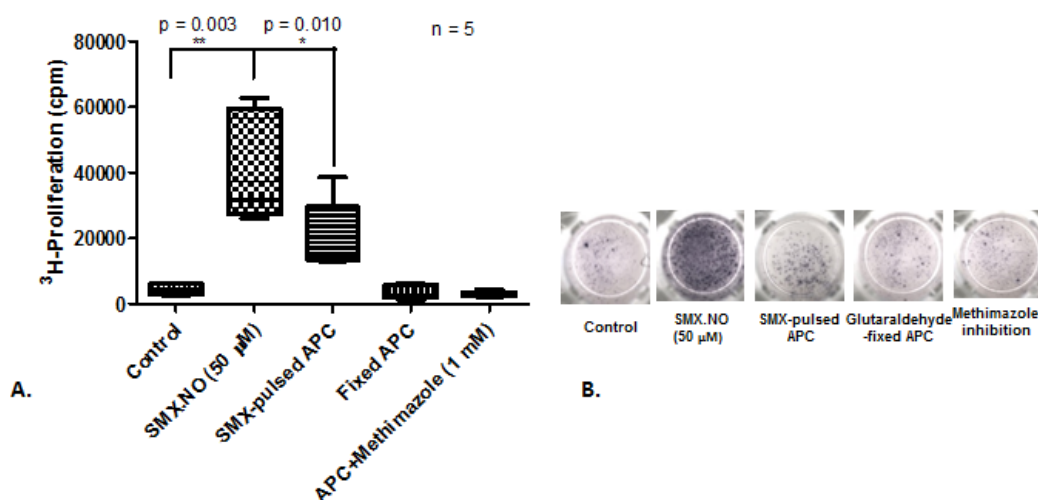 p = 0.003
p = 0.010
n = 5
**
*
80000
60000
40000
20000
0
³H-Proliferation (cpm)
Control
SMX.NO (50 µM)
SMX-pulsed APC
Fixed APC
APC+Methimazole (1 mM)
A.
Control
SMX.NO
(50 µM)
SMX-pulsed
APC
Glutaraldehyde
-fixed APC
Methimazole
inhibition
B.